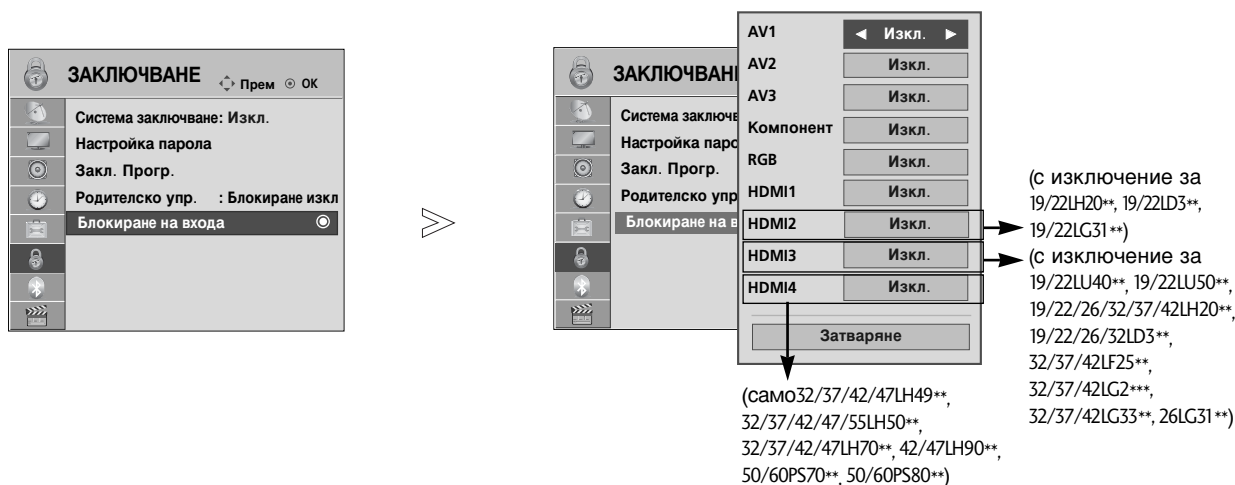 ЗАКЛЮЧВАНЕ
Прем ОК
Система заключване: Изкл.
Настройка парола
Закл. Прогр.
Родителско упр. : Блокиране изкл
Блокиране на входа
ЗАКЛЮЧВАН
Система заключв
Настройка паро
Закл. Прогр.
Родителско упр
Блокиране на в
AV1 ◄ Изкл. ►
AV2 Изкл.
AV3 Изкл.
Компонент Изкл.
RGB Изкл.
HDMI1 Изкл.
HDMI2 Изкл.
HDMI3 Изкл.
HDMI4 Изкл.
Затваряне
(с изключение за
19/22LH20**, 19/22LD3**,
19/22LG31**)
(с изключение за
19/22LU40**, 19/22LU50**,
19/22/26/32/37/42LH20**,
19/22/26/32LD3**,
32/37/42LF25**,
32/37/42LG2***,
32/37/42LG33**, 26LG31**)
(само32/37/42/47LH49**,
32/37/42/47/55LH50**,
32/37/42/47LH70**, 42/47LH90**,
50/60PS70**, 50/60PS80**)